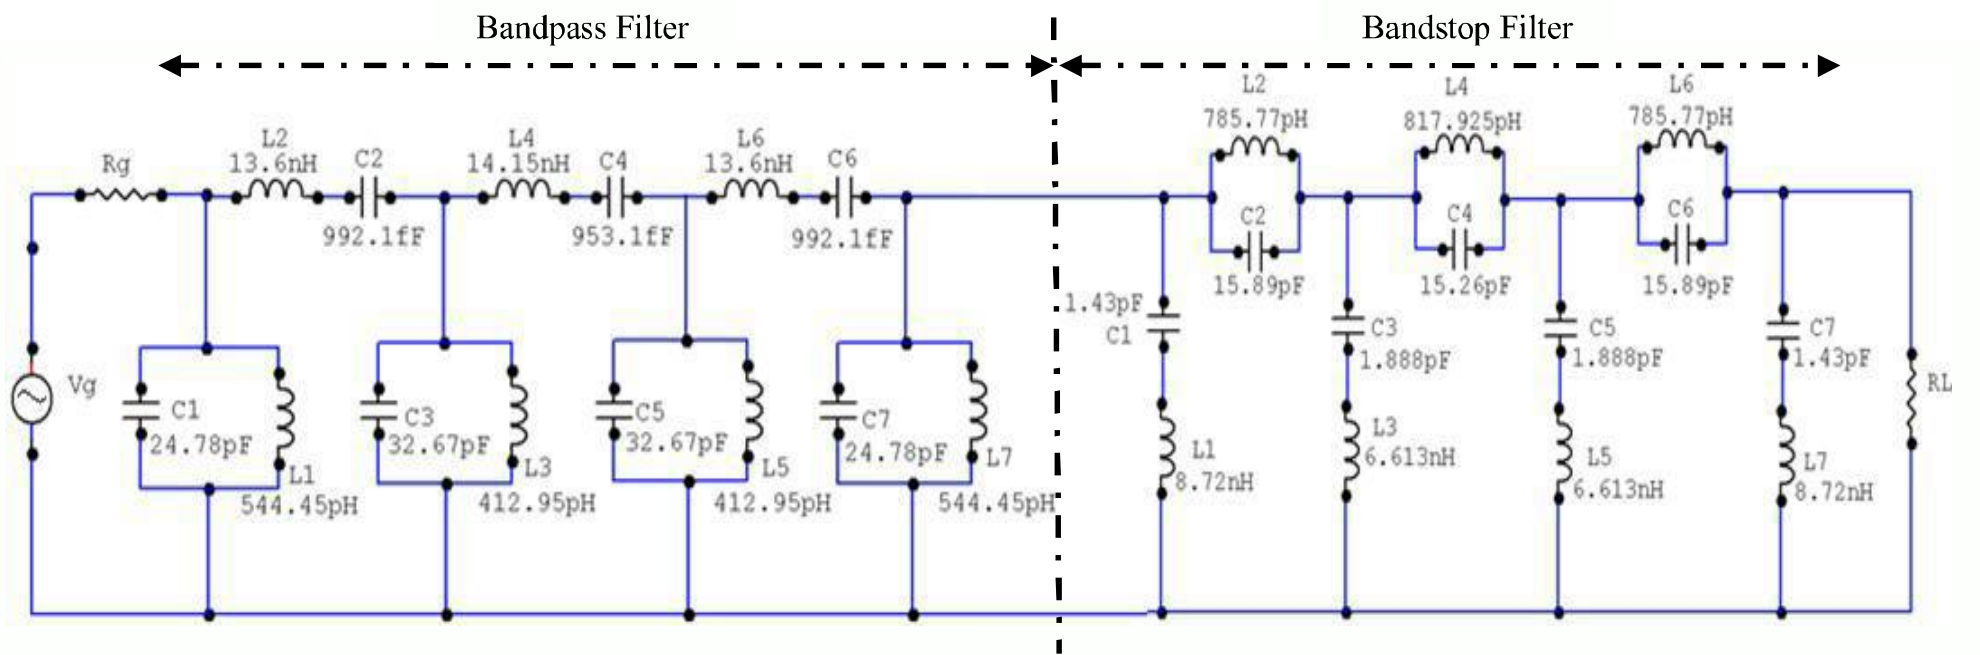 Bandpass Filter
Bandstop Filter
Rg
L2
13.6nH
C2
992.1fF
L4
14.15nH
C4
953.1fF
L6
13.6nH
C6
992.1fF
Vg
C1
24.78pF
L1
544.45pH
C3
32.67pF
L3
412.95pH
C5
32.67pF
L5
412.95pH
C7
24.78pF
L7
544.45pH
L2
785.77pH
C2
15.89pF
L4
817.925pH
C4
15.26pF
L6
785.77pH
C6
15.89pF
1.43pF
C1
L1
8.72nH
C3
1.888pF
L3
6.613nH
C5
1.888pF
L5
6.613nH
C7
1.43pF
L7
8.72nH
RL